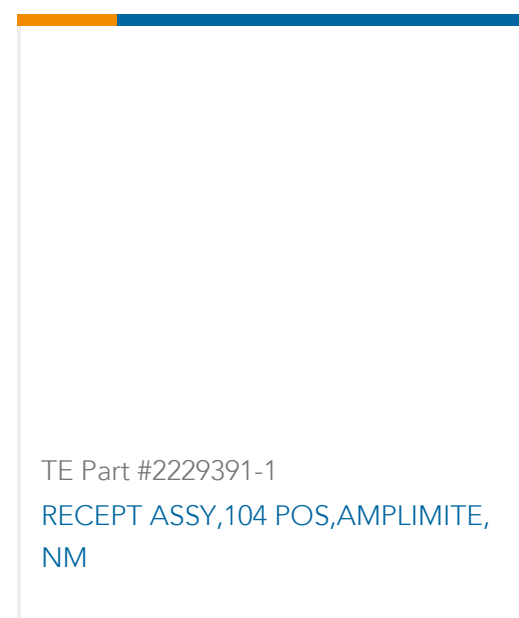 TE Part #2229391-1
RECEPT ASSY,104 POS,AMPLIMITE,
NM